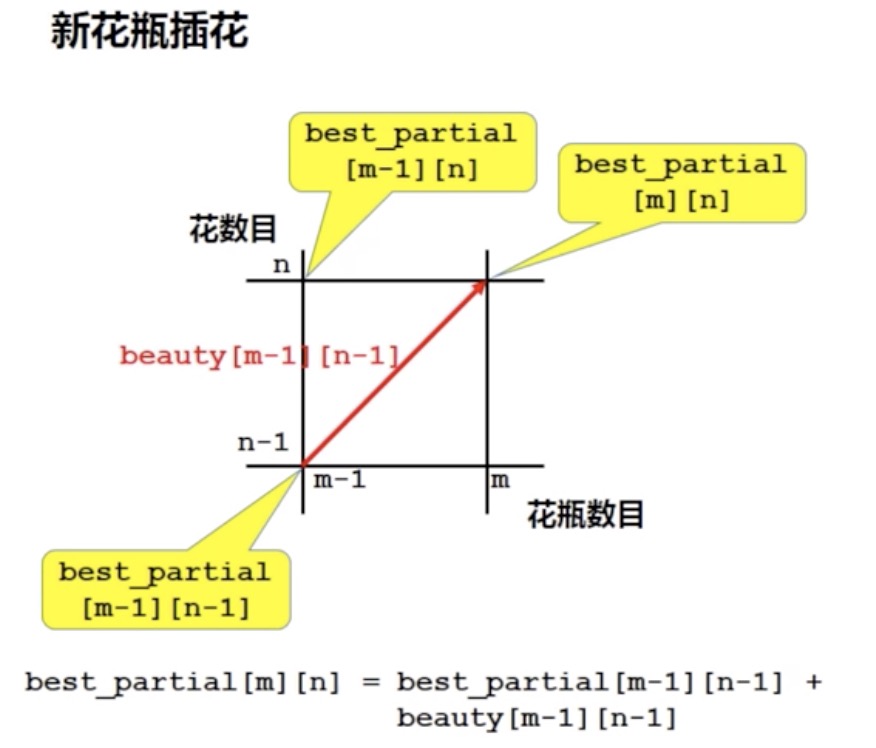 新花瓶插花
best_partial
[m-1][n]
best_partial
[m][n]
花数目
n
beauty[m-1][n-1]
n-1
m-1
m
花瓶数目
best_partial
[m-1][n-1]
best_partial[m][n] = best_partial[m-1][n-1] +
beauty[m-1][n-1]